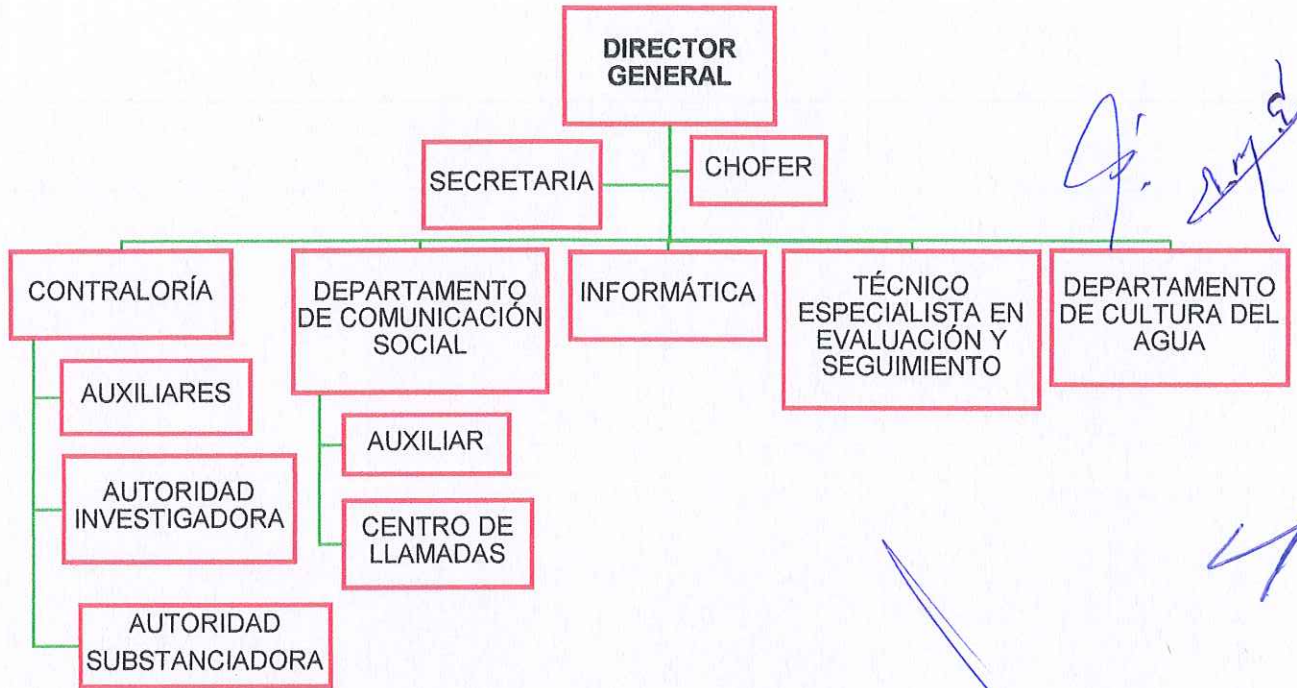 DIRECTOR
GENERAL
SECRETARIA
CHOFER
CONTRALORÍA
AUXILIARES
AUTORIDAD
INVESTIGADORA
AUTORIDAD
SUBSTANCIADORA
DEPARTAMENTO
DE COMUNICACIÓN
SOCIAL
AUXILIAR
CENTRO DE
LLAMADAS
INFORMÁTICA
TÉCNICO
ESPECIALISTA EN
EVALUACIÓN Y
SEGUIMIENTO
DEPARTAMENTO
DE CULTURA DEL
AGUA